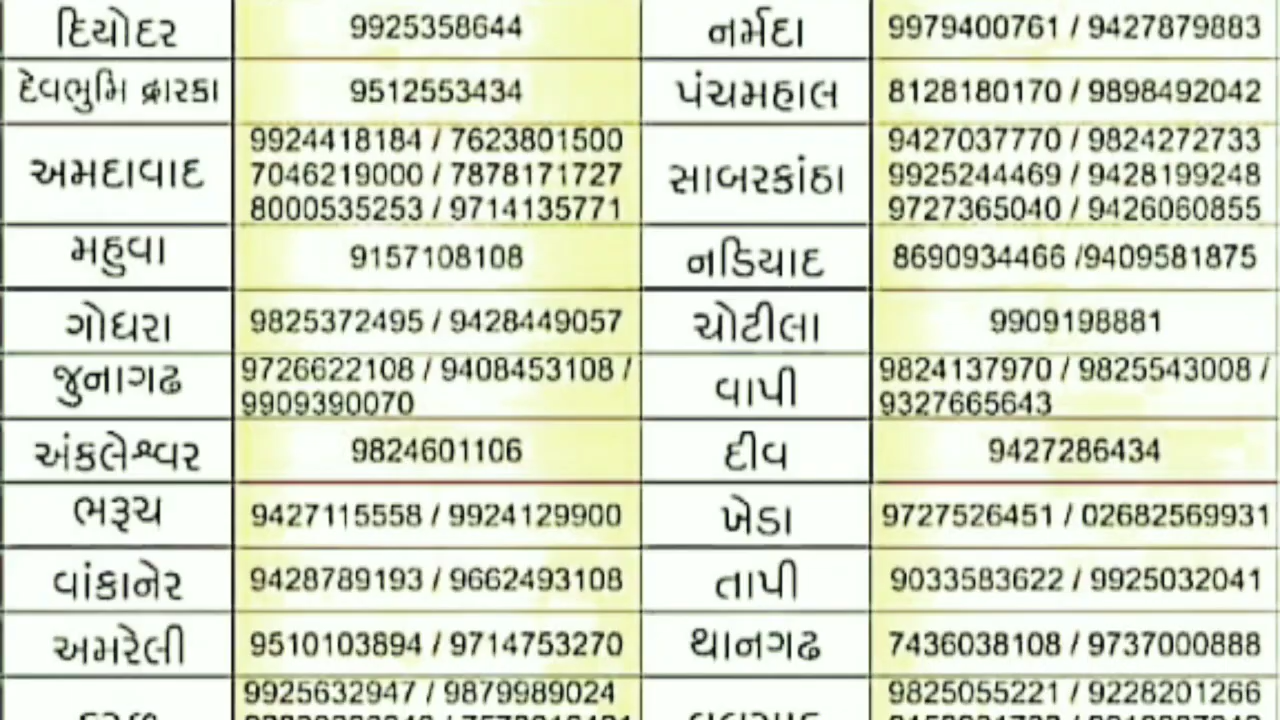 દિયોદર 9925358644 નર્મદા 9979400761 / 9427879883
દેવભુમિ દ્રારકા 9512553434 પંચમહાલ 8128180170 / 9898492042
અમદાવાદ 9924418184 / 7623801500
7046219000 / 7878171727
8000535253 / 9714135771
સાબરકાંઠા 9427037770 / 9824272733
9925244469 / 9428199248
9727365040 / 9426060855
મહુવા 9157108108 નડિયાદ 8690934466 /9409581875
ગોધરા 9825372495 / 9428449057 ચોટીલા 9909198881
જુનાગઢ 9726622108 / 9408453108 /
9909390070
વાપી 9824137970 / 9825543008 /
9327665643
અંકલેશ્વર 9824601106 દીવ 9427286434
ભરૂચ 9427115558 / 9924129900 ખેડા 9727526451 / 02682569931
વાંકાનેર 9428789193 / 9662493108 તાપી 9033583622 / 9925032041
અમરેલી 9510103894 / 9714753270 થાનગઢ 7436038108 / 9737000888
9925632947 / 9879989024 9825055221 / 9228201266